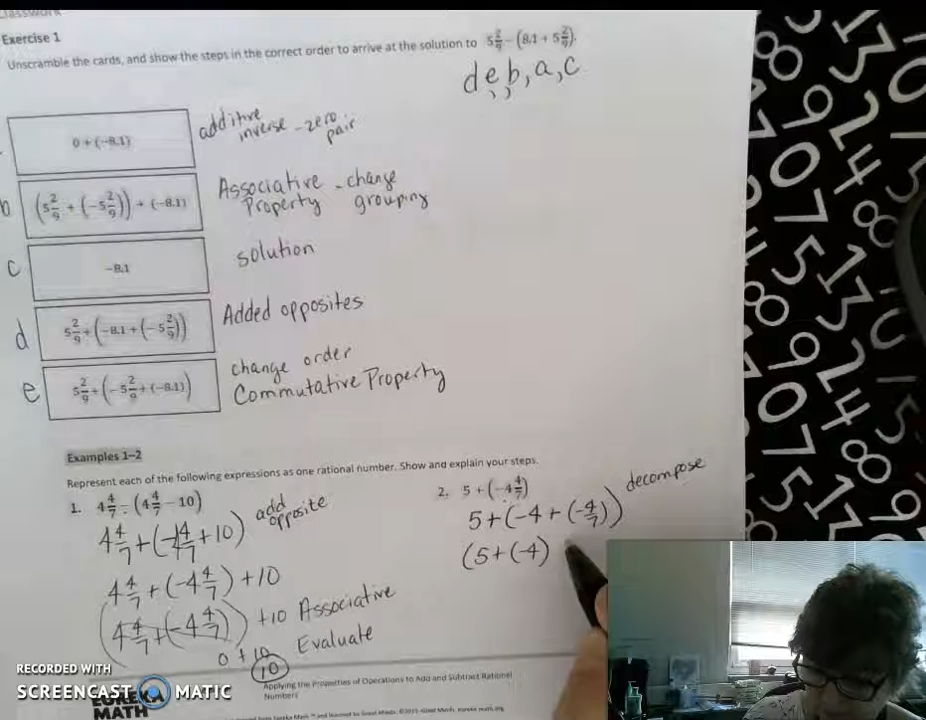 Classwork
Exercise 1
Unscramble the cards, and show the steps in the correct order to arrive at the solution to 5 2/9 − (8.1 + 5 2/9).
d, e, b, a, c
0 + (−8.1)
additive inverse - zero pair
b
(5 2/9 + (−5 2/9)) + (−8.1)
Associative Property - change grouping
c
−8.1
solution
d
5 2/9 + (−8.1 + (−5 2/9))
Added opposites
e
5 2/9 + (−5 2/9 + (−8.1))
change order
Commutative Property
Examples 1–2
Represent each of the following expressions as one rational number. Show and explain your steps.
1. 4 4/7 − (4 4/7 − 10)
4 4/7 + (−4 4/7 + 10) add opposite
4 4/7 + (−4 4/7) + 10
(4 4/7 + (−4 4/7)) + 10 Associative
0 + 10 Evaluate
10
2. 5 + (−4 4/7)
5 + (−4 + (−4/7)) decompose
(5 + (−4)
RECORDED WITH
SCREENCAST MATIC
EUREKA MATH
Applying the Properties of Operations to Add and Subtract Rational Numbers